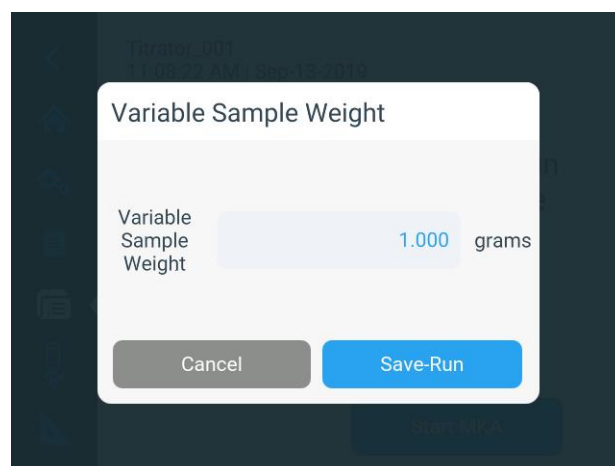 Titrator_001
11:08:22 AM | Sep-13-2019
Variable Sample Weight
Variable
Sample
Weight
1.000 grams
Cancel
Save-Run
Start MKA